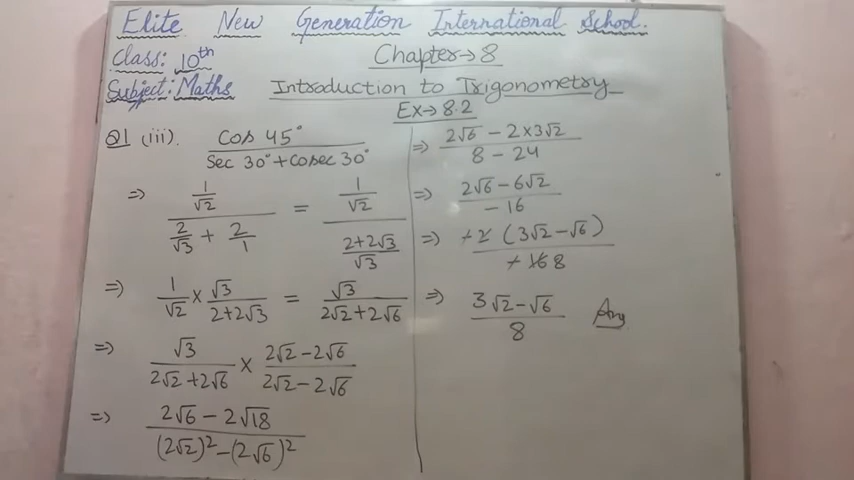 Elite New Generation International School.
Class: 10th
Chapter→8
Subject: Maths
Introduction to Trigonometry
Ex→8.2
Q1 (iii). Cos 45° / (Sec 30° + Cosec 30°)
⇒ (1/√2) / (2/√3 + 2/1) = (1/√2) / ((2+2√3)/√3)
⇒ 1/√2 × √3/(2+2√3) = √3/(2√2+2√6)
⇒ √3/(2√2+2√6) × (2√2−2√6)/(2√2−2√6)
⇒ (2√6 − 2√18) / ((2√2)² − (2√6)²)
⇒ (2√6 − 2×3√2) / (8 − 24)
⇒ (2√6 − 6√2) / −16
⇒ −2 (3√2 − √6) / −16 8
⇒ (3√2 − √6) / 8 Ans